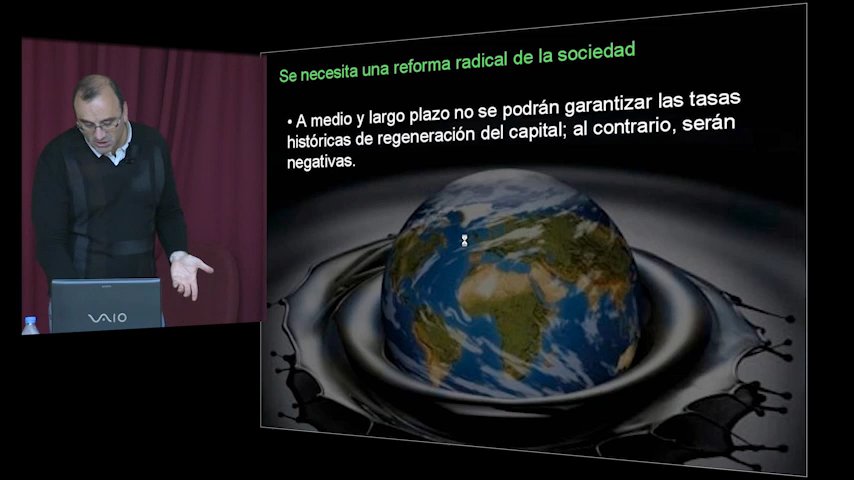 Se necesita una reforma radical de la sociedad
• A medio y largo plazo no se podrán garantizar las tasas
históricas de regeneración del capital; al contrario, serán
negativas.
VAIO